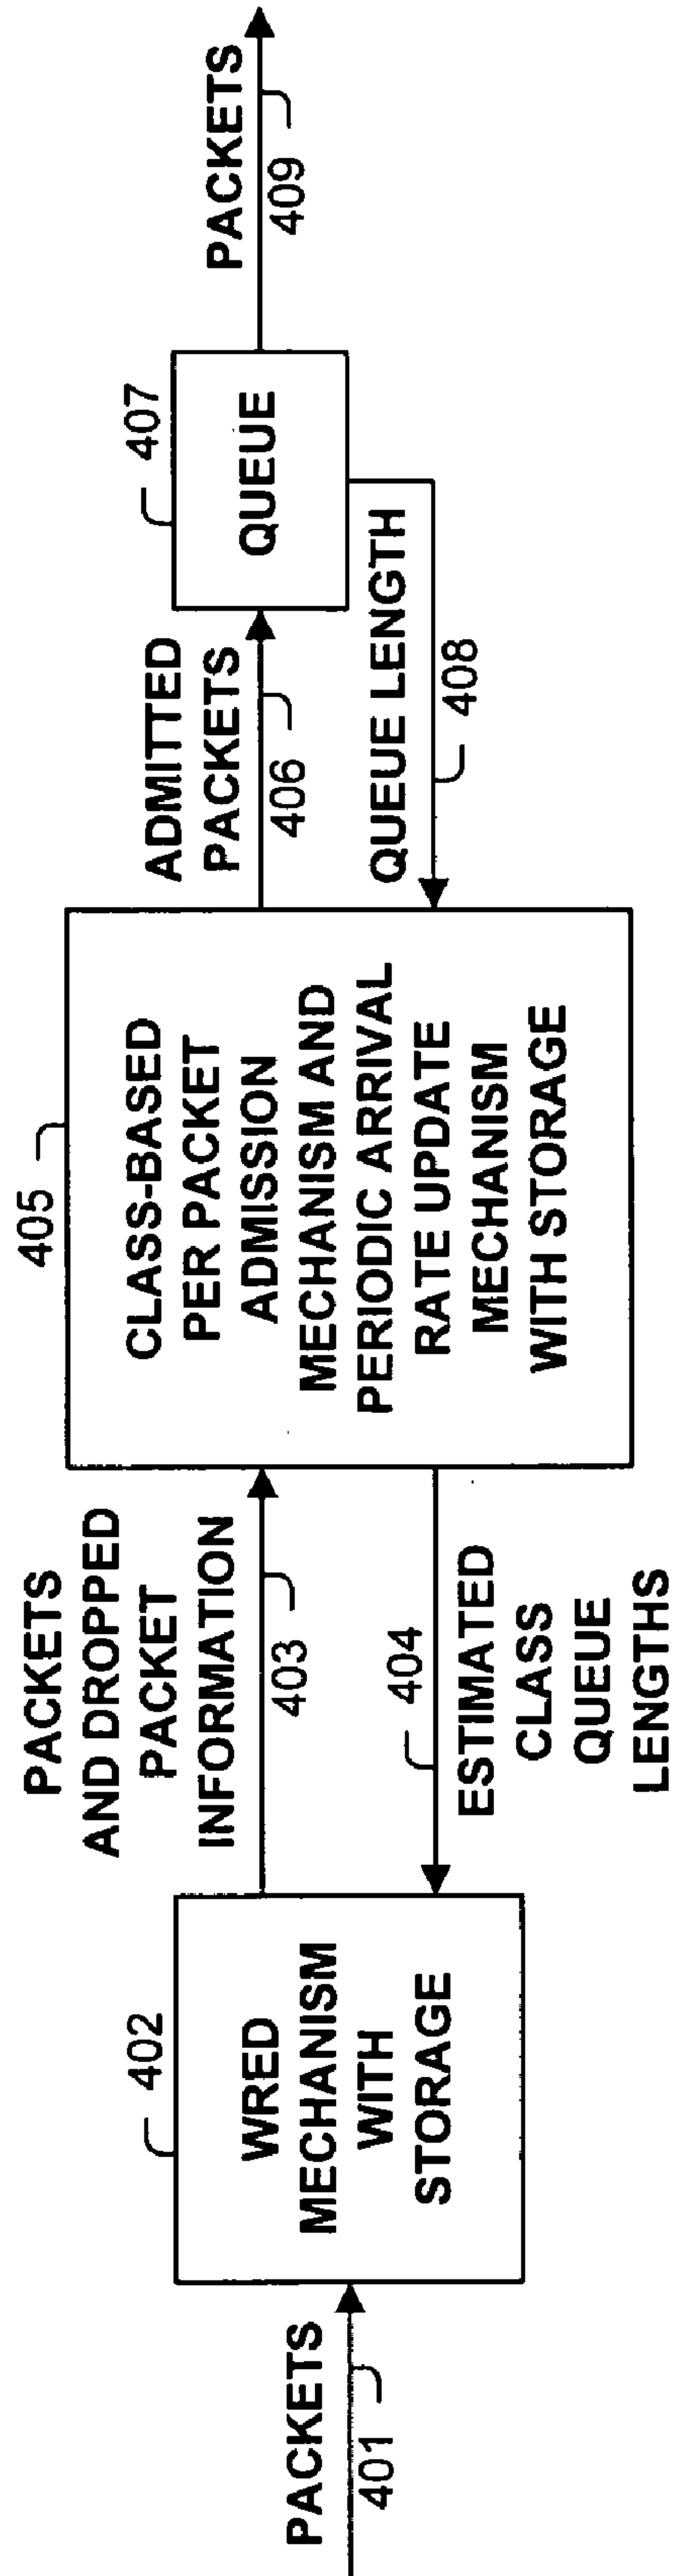 PACKETS
401
402
WRED
MECHANISM
WITH
STORAGE
PACKETS
AND DROPPED
PACKET
INFORMATION
403
404
ESTIMATED
CLASS
QUEUE
LENGTHS
405
CLASS-BASED
PER PACKET
ADMISSION
MECHANISM AND
PERIODIC ARRIVAL
RATE UPDATE
MECHANISM
WITH STORAGE
ADMITTED
PACKETS
406
QUEUE LENGTH
408
407
QUEUE
PACKETS
409